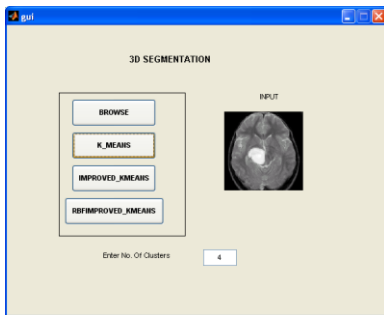 gui
3D SEGMENTATION
INPUT
BROWSE
K_MEANS
IMPROVED_KMEANS
RBFIMPROVED_KMEANS
Enter No. Of Clusters
4